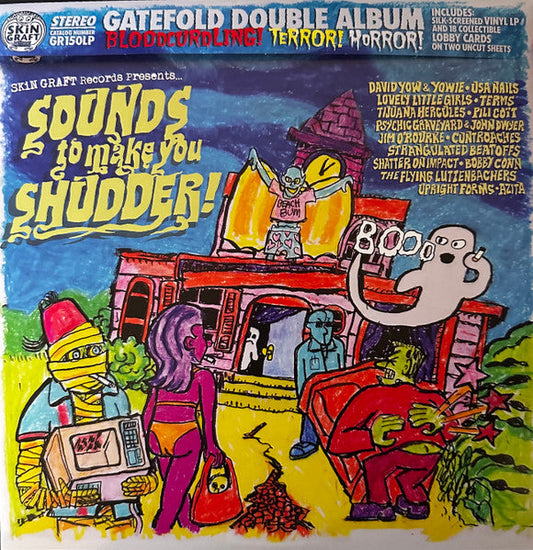 SKiN GRAFT
STEREO
CATALOG NUMBER
GR150LP
GATEFOLD DOUBLE ALBUM
BLOODCURDLING! TERROR! HORROR!
INCLUDES:
SILK-SCREENED VINYL LP
AND 18 COLLECTIBLE
LOBBY CARDS
ON TWO UNCUT SHEETS
SKiN GRAFT Records Presents...
SOUNDS
to make you
SHUDDER!
DAVID YOW & YOWIE • USA NAILS
LOVELY LITTLE GIRLS • TERMS
TIJUANA HERCULES • PILI COIT
PSYCHIC GRAVEYARD & JOHN DWYER
JIM O'ROURKE • CUNTROACHES
STRANGULATED BEATOFFS
SHATTER ON IMPACT • BOBBY CONN
THE FLYING LUTTENBACHERS
UPRIGHT FORMS • AZITA
BEACH
BUM
BOOO